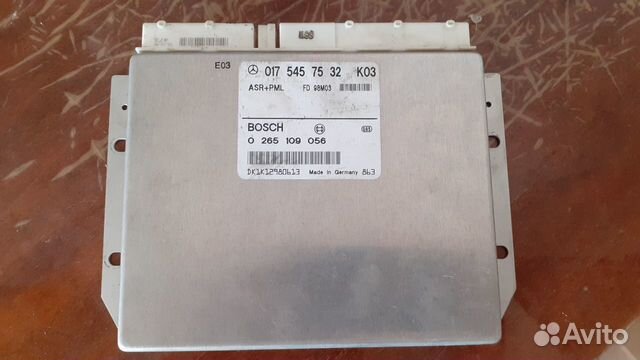 E03
017 545 75 32 K03
ASR+PML FD 98M03
BOSCH
0 265 109 056
DK1K12980613 Made in Germany 863
Avito